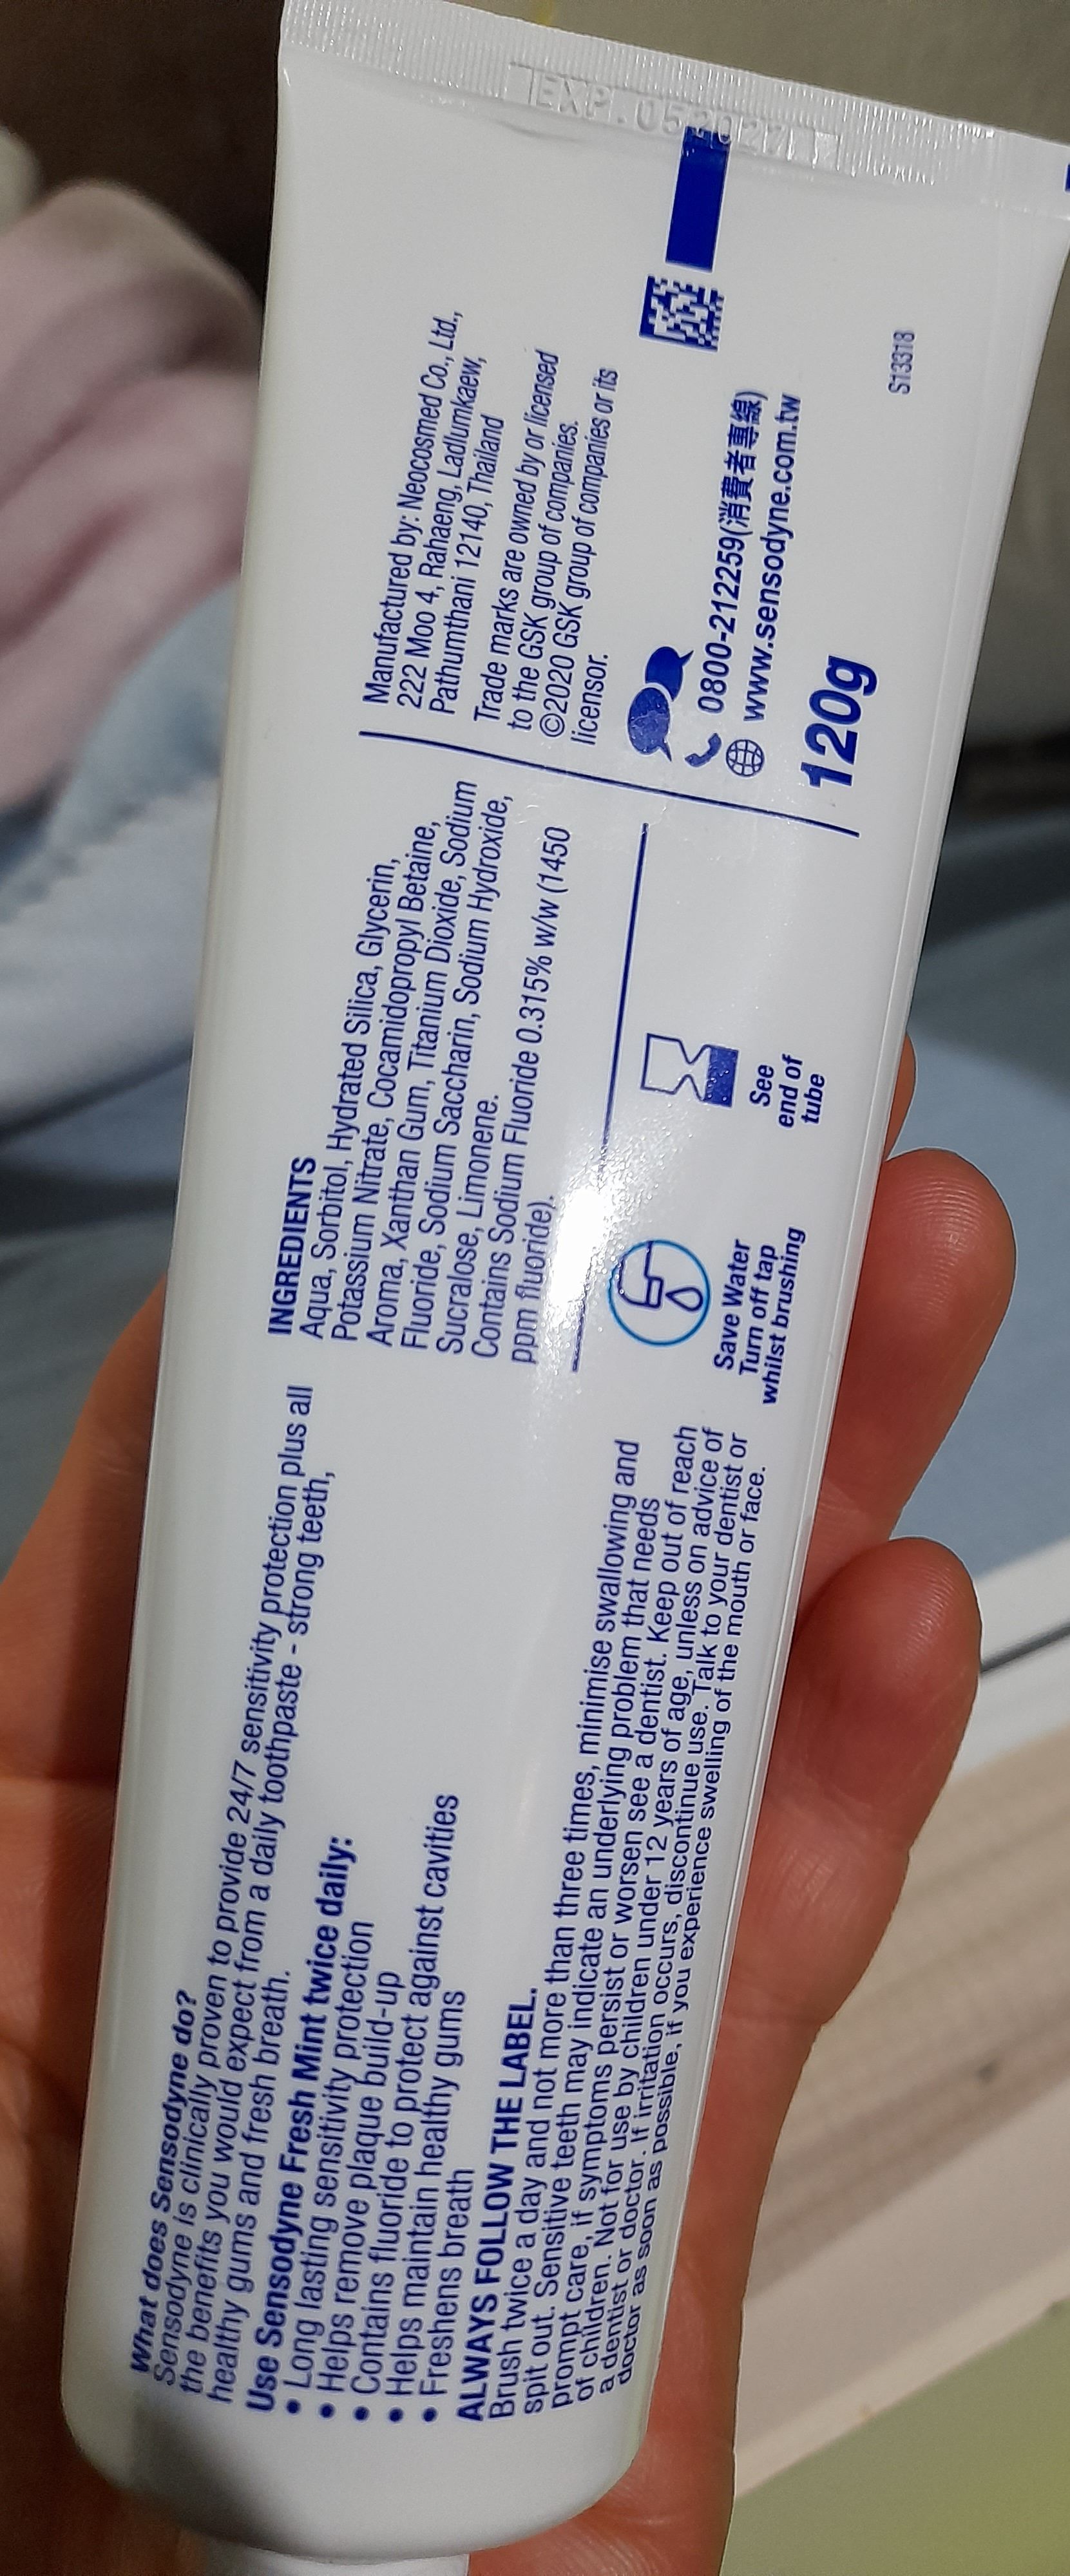 What does Sensodyne do?
Sensodyne is clinically proven to provide 24/7 sensitivity protection plus all
the benefits you would expect from a daily toothpaste - strong teeth,
healthy gums and fresh breath.
Use Sensodyne Fresh Mint twice daily:
• Long lasting sensitivity protection
• Helps remove plaque build-up
• Contains fluoride to protect against cavities
• Helps maintain healthy gums
• Freshens breath
ALWAYS FOLLOW THE LABEL.
Brush twice a day and not more than three times, minimise swallowing and
spit out. Sensitive teeth may indicate an underlying problem that needs
prompt care, if symptoms persist or worsen see a dentist. Keep out of reach
of children. Not for use by children under 12 years of age, unless on advice of
a dentist or doctor. If irritation occurs, discontinue use. Talk to your dentist or
doctor as soon as possible, if you experience swelling of the mouth or face.
INGREDIENTS
Aqua, Sorbitol, Hydrated Silica, Glycerin,
Potassium Nitrate, Cocamidopropyl Betaine,
Aroma, Xanthan Gum, Titanium Dioxide, Sodium
Fluoride, Sodium Saccharin, Sodium Hydroxide,
Sucralose, Limonene.
Contains Sodium Fluoride 0.315% w/w (1450
ppm fluoride).
Save Water
Turn off tap
whilst brushing
See
end of
tube
Manufactured by: Neocosmed Co., Ltd.,
222 Moo 4, Rahaeng, Ladlumkaew,
Pathumthani 12140, Thailand
Trade marks are owned by or licensed
to the GSK group of companies.
©2020 GSK group of companies or its
licensor.
0800-212259(消費者專線)
www.sensodyne.com.tw
120g
S13318
EXP.052027